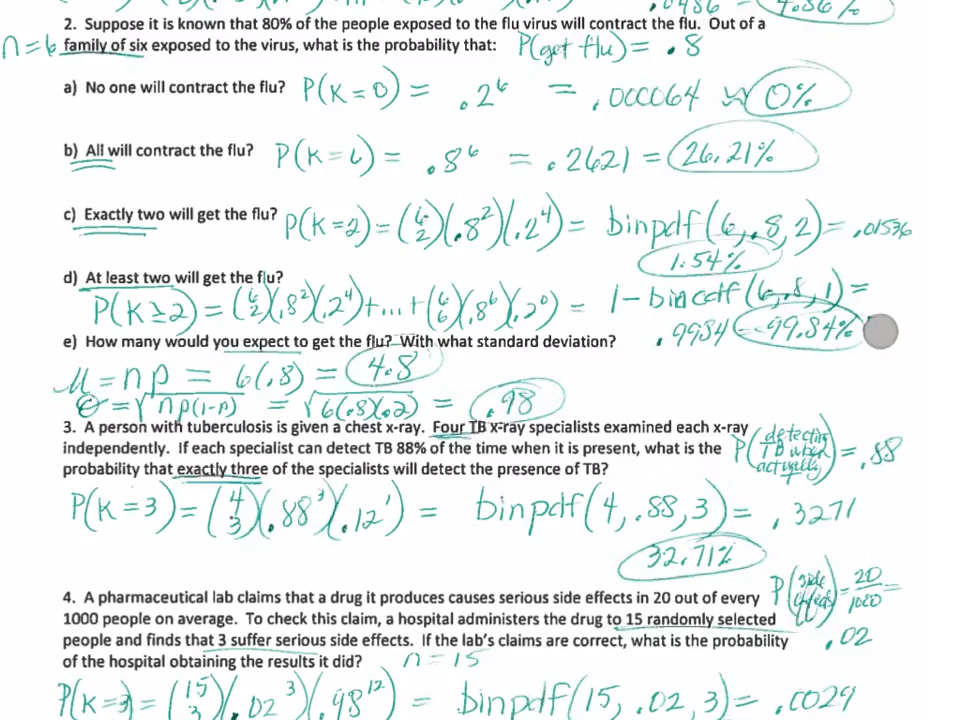 .0486 = 4.86%
2. Suppose it is known that 80% of the people exposed to the flu virus will contract the flu. Out of a
n=6 family of six exposed to the virus, what is the probability that: P(get flu) = .8
a) No one will contract the flu? P(K=0) = .2⁶ = .000064 ≈ 0%
b) All will contract the flu? P(K=6) = .8⁶ = .2621 = 26.21%
c) Exactly two will get the flu? P(K=2) = (6 2)(.8²)(.2⁴) = binpdf(6, .8, 2) = .01536
1.54%
d) At least two will get the flu?
P(K≥2) = (6 2)(.8²)(.2⁴)+...+(6 6)(.8⁶)(.2⁰) = 1 - bincdf(6, .8, 1) =
.9984 = 99.84%
e) How many would you expect to get the flu? With what standard deviation?
μ = np = 6(.8) = 4.8
σ = √np(1-p) = √6(.8)(.2) = .98
3. A person with tuberculosis is given a chest x-ray. Four TB x-ray specialists examined each x-ray
independently. If each specialist can detect TB 88% of the time when it is present, what is the
probability that exactly three of the specialists will detect the presence of TB?
P(detecting TB when actually) = .88
P(K=3) = (4 3)(.88³)(.12¹) = binpdf(4, .88, 3) = .3271
32.71%
4. A pharmaceutical lab claims that a drug it produces causes serious side effects in 20 out of every
1000 people on average. To check this claim, a hospital administers the drug to 15 randomly selected
people and finds that 3 suffer serious side effects. If the lab's claims are correct, what is the probability
of the hospital obtaining the results it did? n=15
P(side effects) = 20/1000 =
.02
P(K=3) = (15 3)(.02³)(.98¹²) = binpdf(15, .02, 3) = .0029